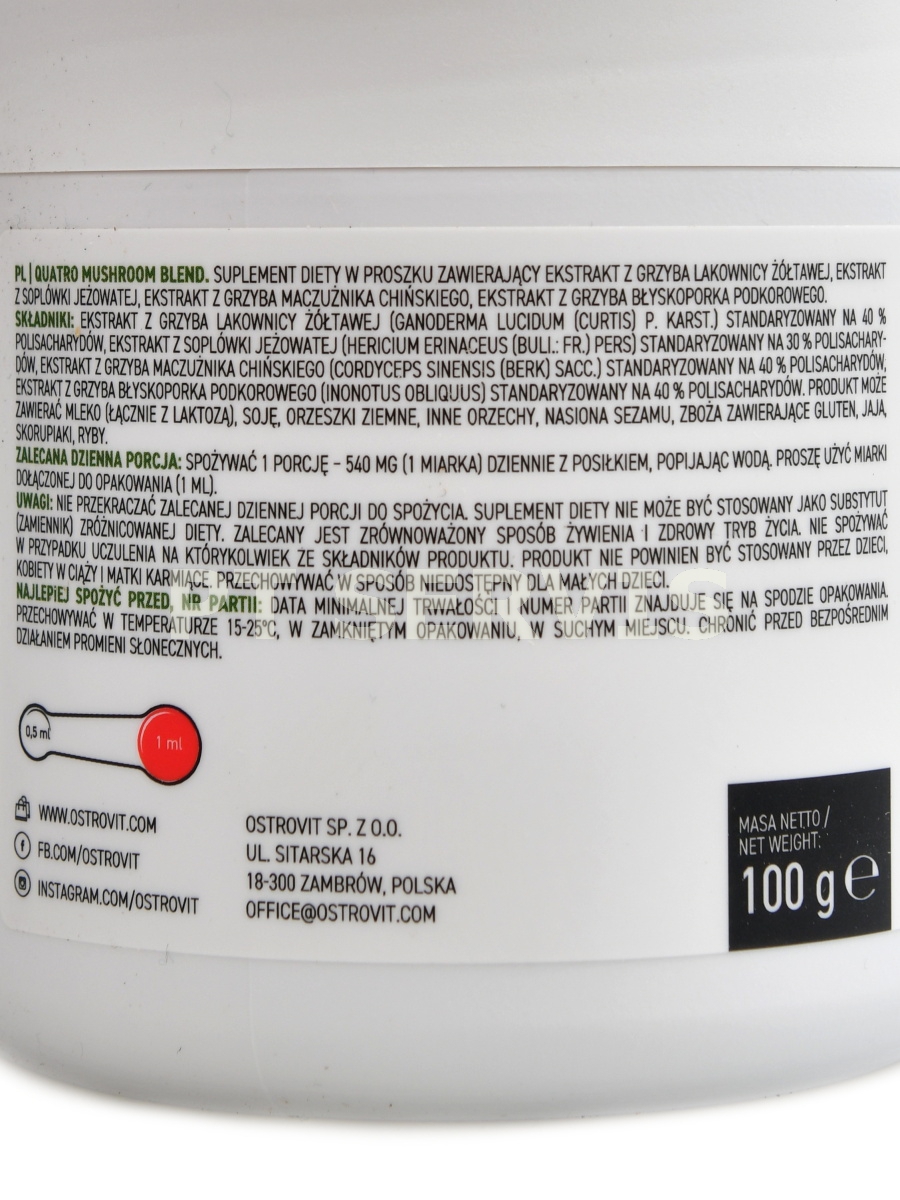 PL | QUATRO MUSHROOM BLEND. SUPLEMENT DIETY W PROSZKU ZAWIERAJĄCY EKSTRAKT Z GRZYBA LAKOWNICY ŻÓŁTAWEJ, EKSTRAKT
Z SOPLÓWKI JEŻOWATEJ, EKSTRAKT Z GRZYBA MACZUŻNIKA CHIŃSKIEGO, EKSTRAKT Z GRZYBA BŁYSKOPORKA PODKOROWEGO.
SKŁADNIKI: EKSTRAKT Z GRZYBA LAKOWNICY ŻÓŁTAWEJ (GANODERMA LUCIDUM (CURTIS) P. KARST.) STANDARYZOWANY NA 40 %
POLISACHARYDÓW, EKSTRAKT Z SOPLÓWKI JEŻOWATEJ (HERICIUM ERINACEUS (BULL.: FR.) PERS) STANDARYZOWANY NA 30 % POLISACHARY-
DÓW, EKSTRAKT Z GRZYBA MACZUŻNIKA CHIŃSKIEGO (CORDYCEPS SINENSIS (BERK) SACC.) STANDARYZOWANY NA 40 % POLISACHARYDÓW,
EKSTRAKT Z GRZYBA BŁYSKOPORKA PODKOROWEGO (INONOTUS OBLIQUUS) STANDARYZOWANY NA 40 % POLISACHARYDÓW. PRODUKT MOŻE
ZAWIERAĆ MLEKO (ŁĄCZNIE Z LAKTOZĄ), SOJĘ, ORZESZKI ZIEMNE, INNE ORZECHY, NASIONA SEZAMU, ZBOŻA ZAWIERAJĄCE GLUTEN, JAJA,
SKORUPIAKI, RYBY.
ZALECANA DZIENNA PORCJA: SPOŻYWAĆ 1 PORCJĘ – 540 MG (1 MIARKA) DZIENNIE Z POSIŁKIEM, POPIJAJĄC WODĄ. PROSZĘ UŻYĆ MIARKI
DOŁĄCZONEJ DO OPAKOWANIA (1 ML).
UWAGI: NIE PRZEKRACZAĆ ZALECANEJ DZIENNEJ PORCJI DO SPOŻYCIA. SUPLEMENT DIETY NIE MOŻE BYĆ STOSOWANY JAKO SUBSTYTUT
(ZAMIENNIK) ZRÓŻNICOWANEJ DIETY. ZALECANY JEST ZRÓWNOWAŻONY SPOSÓB ŻYWIENIA I ZDROWY TRYB ŻYCIA. NIE SPOŻYWAĆ
W PRZYPADKU UCZULENIA NA KTÓRYKOLWIEK ZE SKŁADNIKÓW PRODUKTU. PRODUKT NIE POWINIEN BYĆ STOSOWANY PRZEZ DZIECI,
KOBIETY W CIĄŻY I MATKI KARMIĄCE. PRZECHOWYWAĆ W SPOSÓB NIEDOSTĘPNY DLA MAŁYCH DZIECI.
NAJLEPIEJ SPOŻYĆ PRZED, NR PARTII: DATA MINIMALNEJ TRWAŁOŚCI I NUMER PARTII ZNAJDUJE SIĘ NA SPODZIE OPAKOWANIA.
PRZECHOWYWAĆ W TEMPERATURZE 15-25°C, W ZAMKNIĘTYM OPAKOWANIU, W SUCHYM MIEJSCU. CHRONIĆ PRZED BEZPOŚREDNIM
DZIAŁANIEM PROMIENI SŁONECZNYCH.
0,5 ml
1 ml
WWW.OSTROVIT.COM
FB.COM/OSTROVIT
INSTAGRAM.COM/OSTROVIT
OSTROVIT SP. Z O.O.
UL. SITARSKA 16
18-300 ZAMBRÓW, POLSKA
OFFICE@OSTROVIT.COM
MASA NETTO /
NET WEIGHT:
100 g e